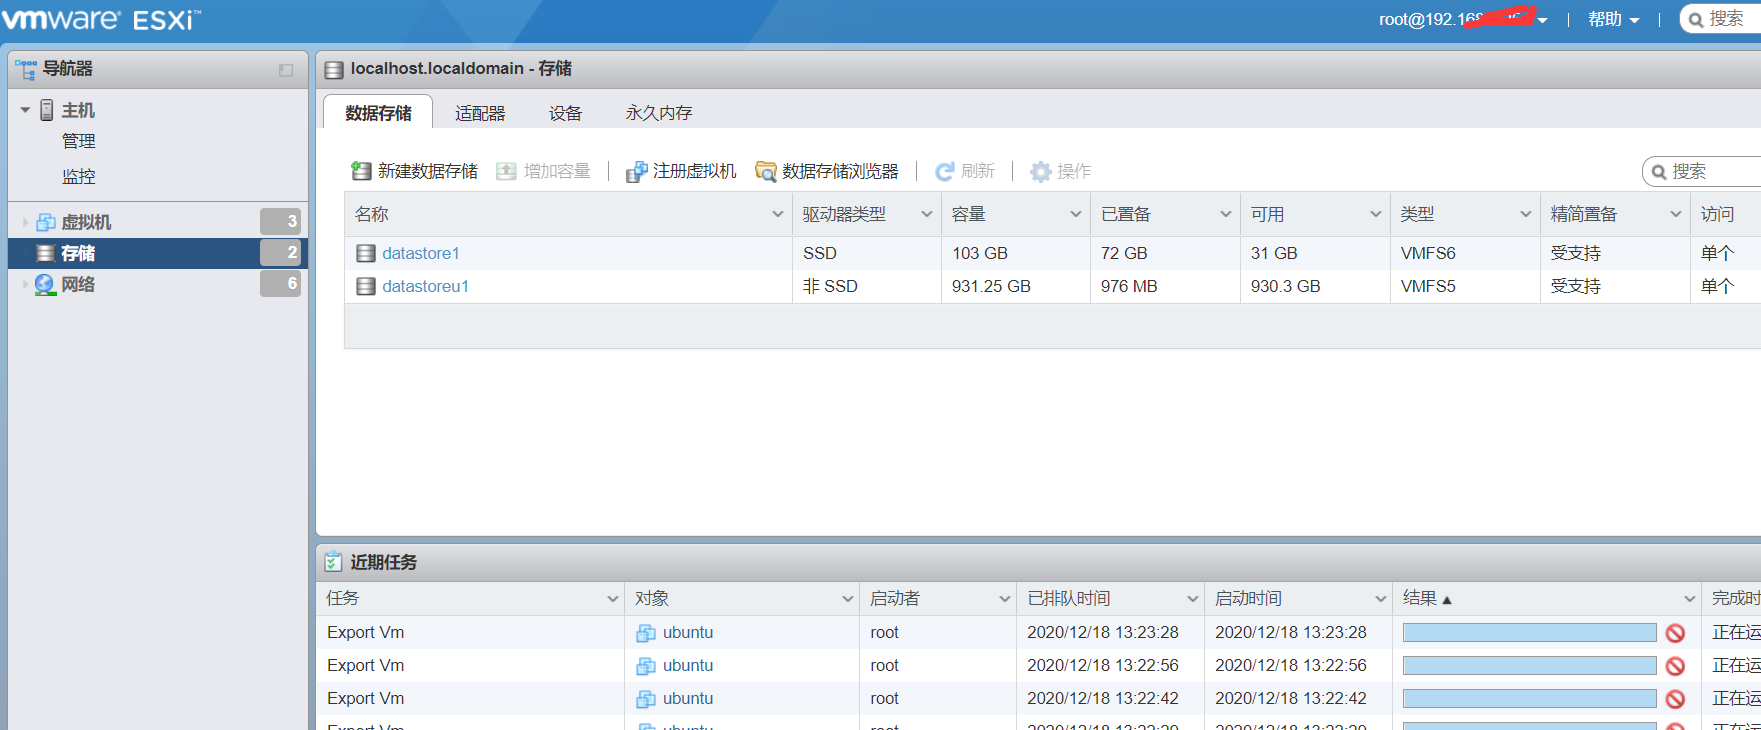 vmware ESXi™
root@192.168
帮助
搜索
导航器
主机
管理
监控
虚拟机 3
存储 2
网络 6
localhost.localdomain - 存储
数据存储 适配器 设备 永久内存
新建数据存储 增加容量 注册虚拟机 数据存储浏览器 刷新 操作
搜索
名称 驱动器类型 容量 已置备 可用 类型 精简置备 访问
datastore1 SSD 103 GB 72 GB 31 GB VMFS6 受支持 单个
datastoreu1 非 SSD 931.25 GB 976 MB 930.3 GB VMFS5 受支持 单个
近期任务
任务 对象 启动者 已排队时间 启动时间 结果 ▲ 完成时
Export Vm ubuntu root 2020/12/18 13:23:28 2020/12/18 13:23:28 正在运
Export Vm ubuntu root 2020/12/18 13:22:56 2020/12/18 13:22:56 正在运
Export Vm ubuntu root 2020/12/18 13:22:42 2020/12/18 13:22:42 正在运
Export Vm ubuntu root